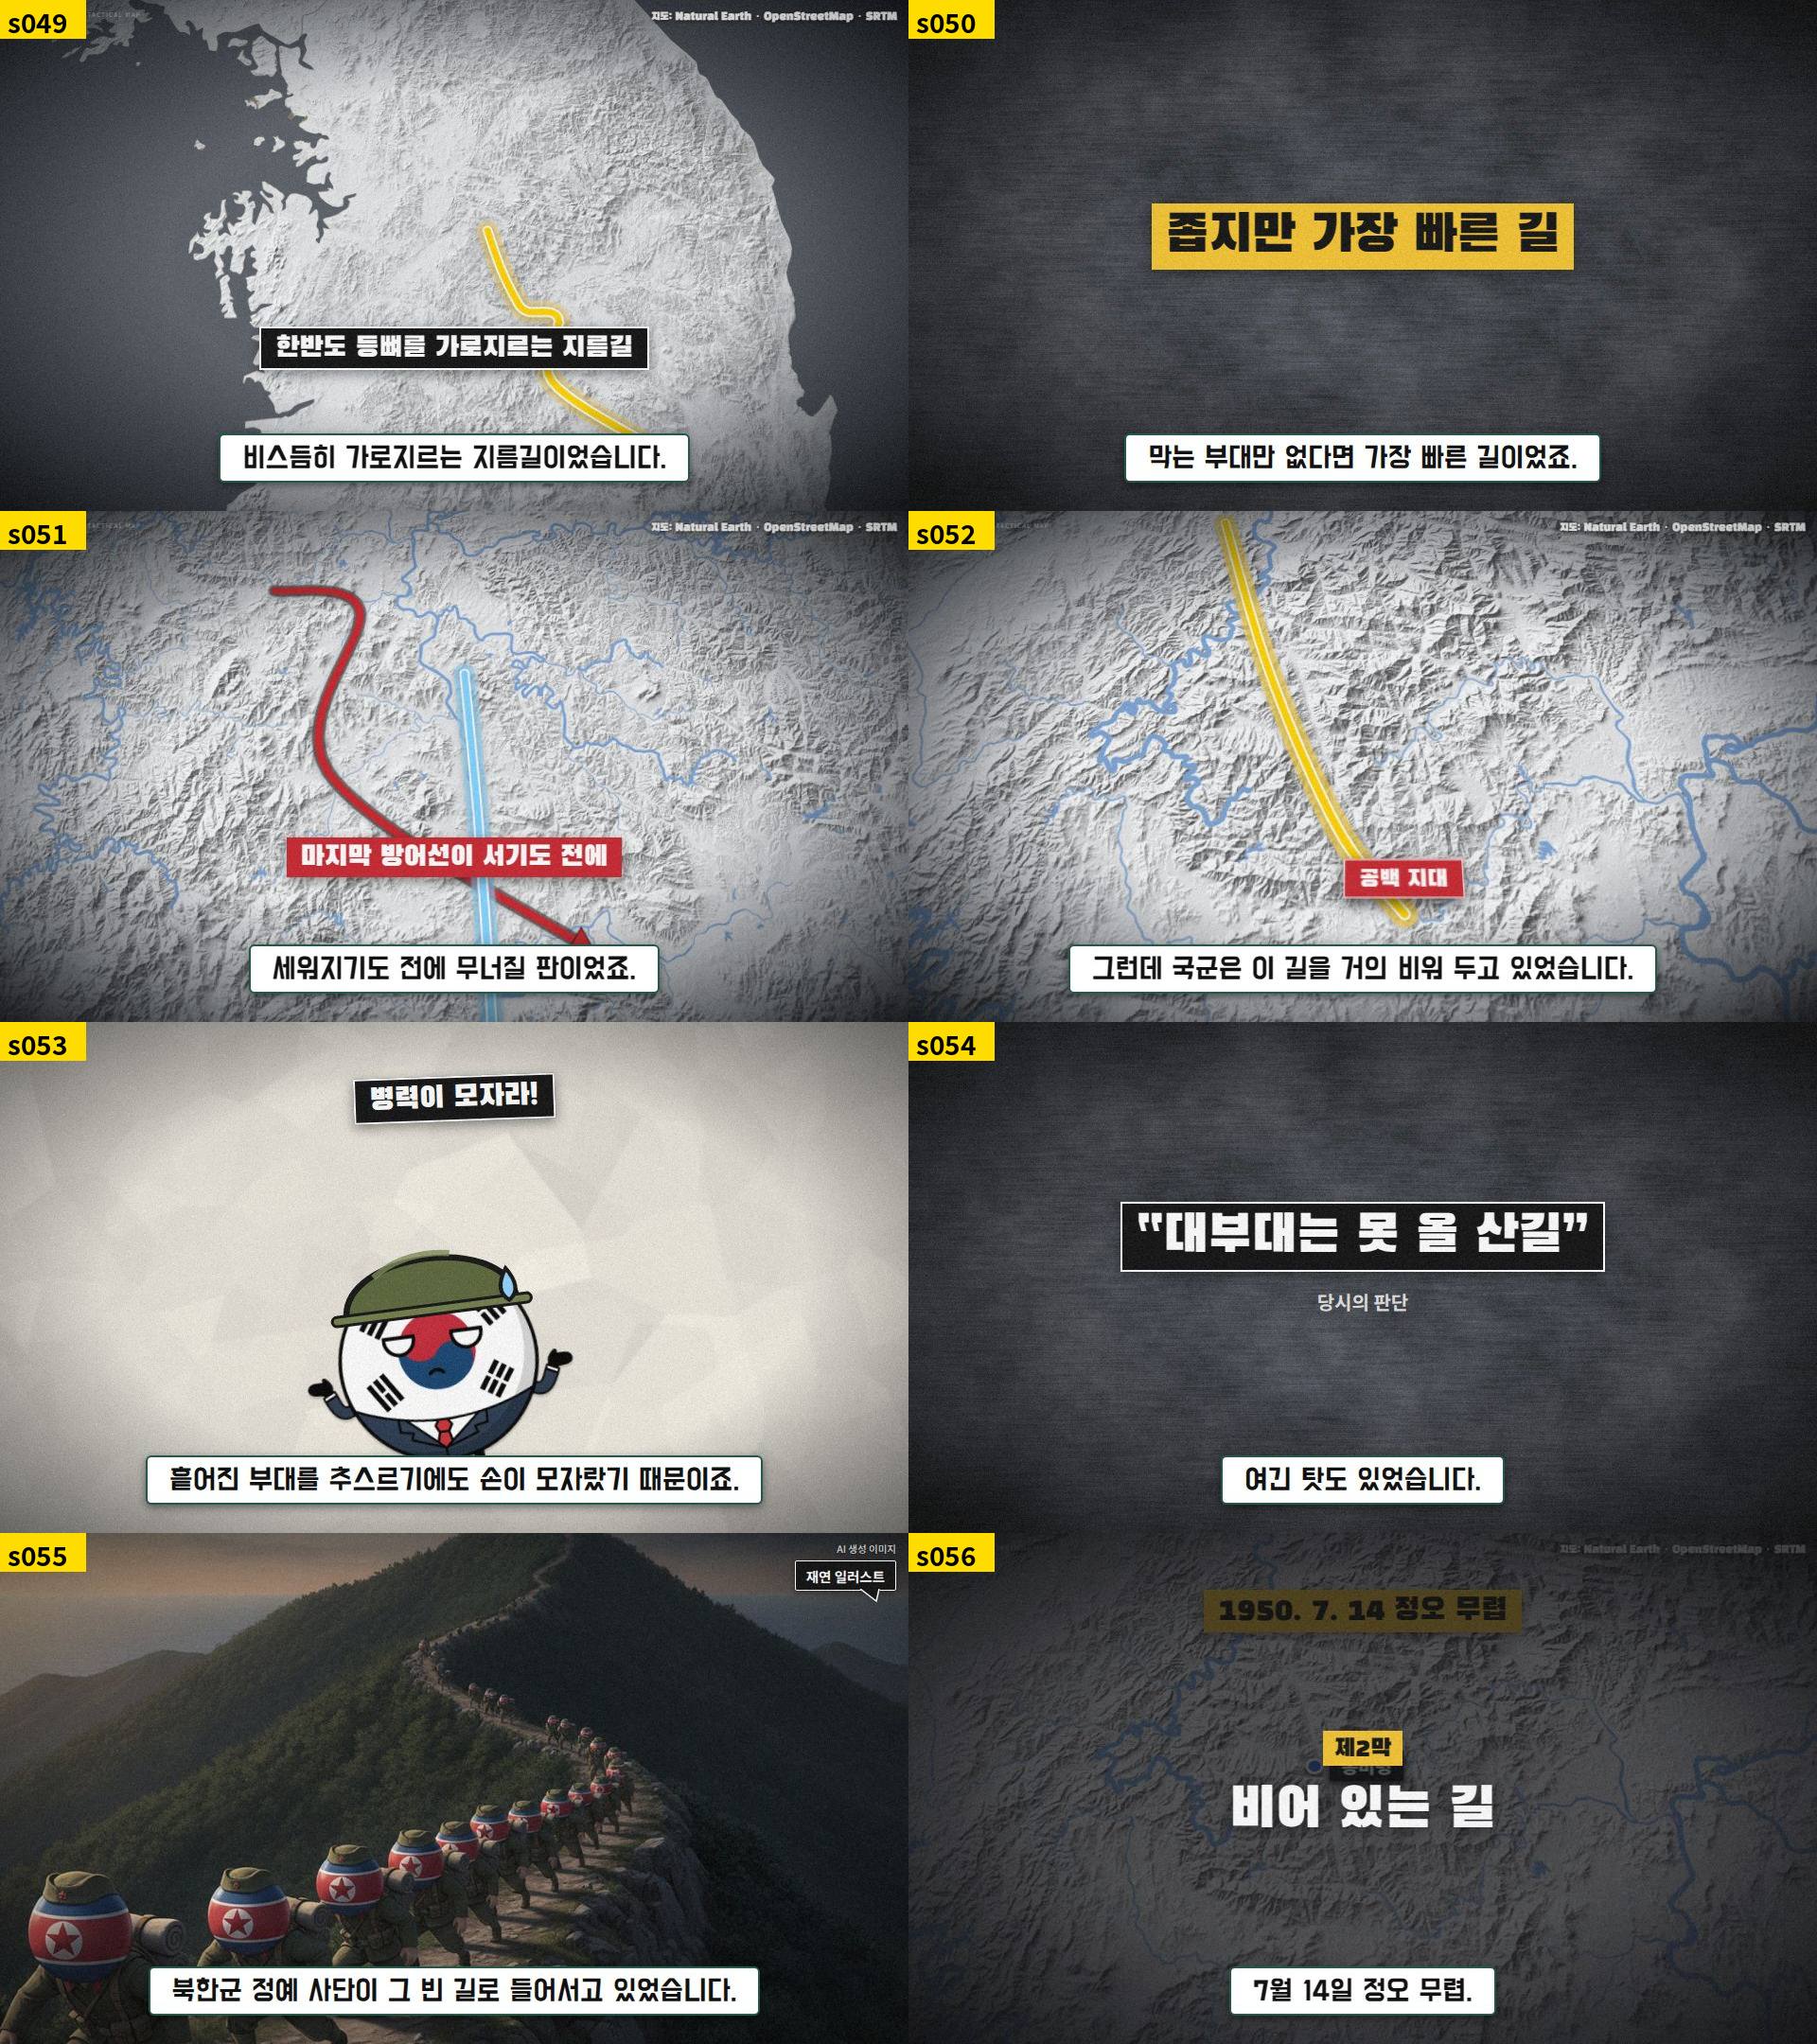 s049
TACTICAL MAP
지도: Natural Earth · OpenStreetMap · SRTM
한반도 등뼈를 가로지르는 지름길
비스듬히 가로지르는 지름길이었습니다.
s050
좁지만 가장 빠른 길
막는 부대만 없다면 가장 빠른 길이었죠.
s051
TACTICAL MAP
지도: Natural Earth · OpenStreetMap · SRTM
마지막 방어선이 서기도 전에
세워지기도 전에 무너질 판이었죠.
s052
TACTICAL MAP
지도: Natural Earth · OpenStreetMap · SRTM
공백 지대
그런데 국군은 이 길을 거의 비워 두고 있었습니다.
s053
병력이 모자라!
흩어진 부대를 추스르기에도 손이 모자랐기 때문이죠.
s054
“대부대는 못 올 산길”
당시의 판단
여긴 탓도 있었습니다.
s055
AI 생성 이미지
재연 일러스트
북한군 정예 사단이 그 빈 길로 들어서고 있었습니다.
s056
지도: Natural Earth · OpenStreetMap · SRTM
1950. 7. 14 정오 무렵
제2막
비어 있는 길
7월 14일 정오 무렵.